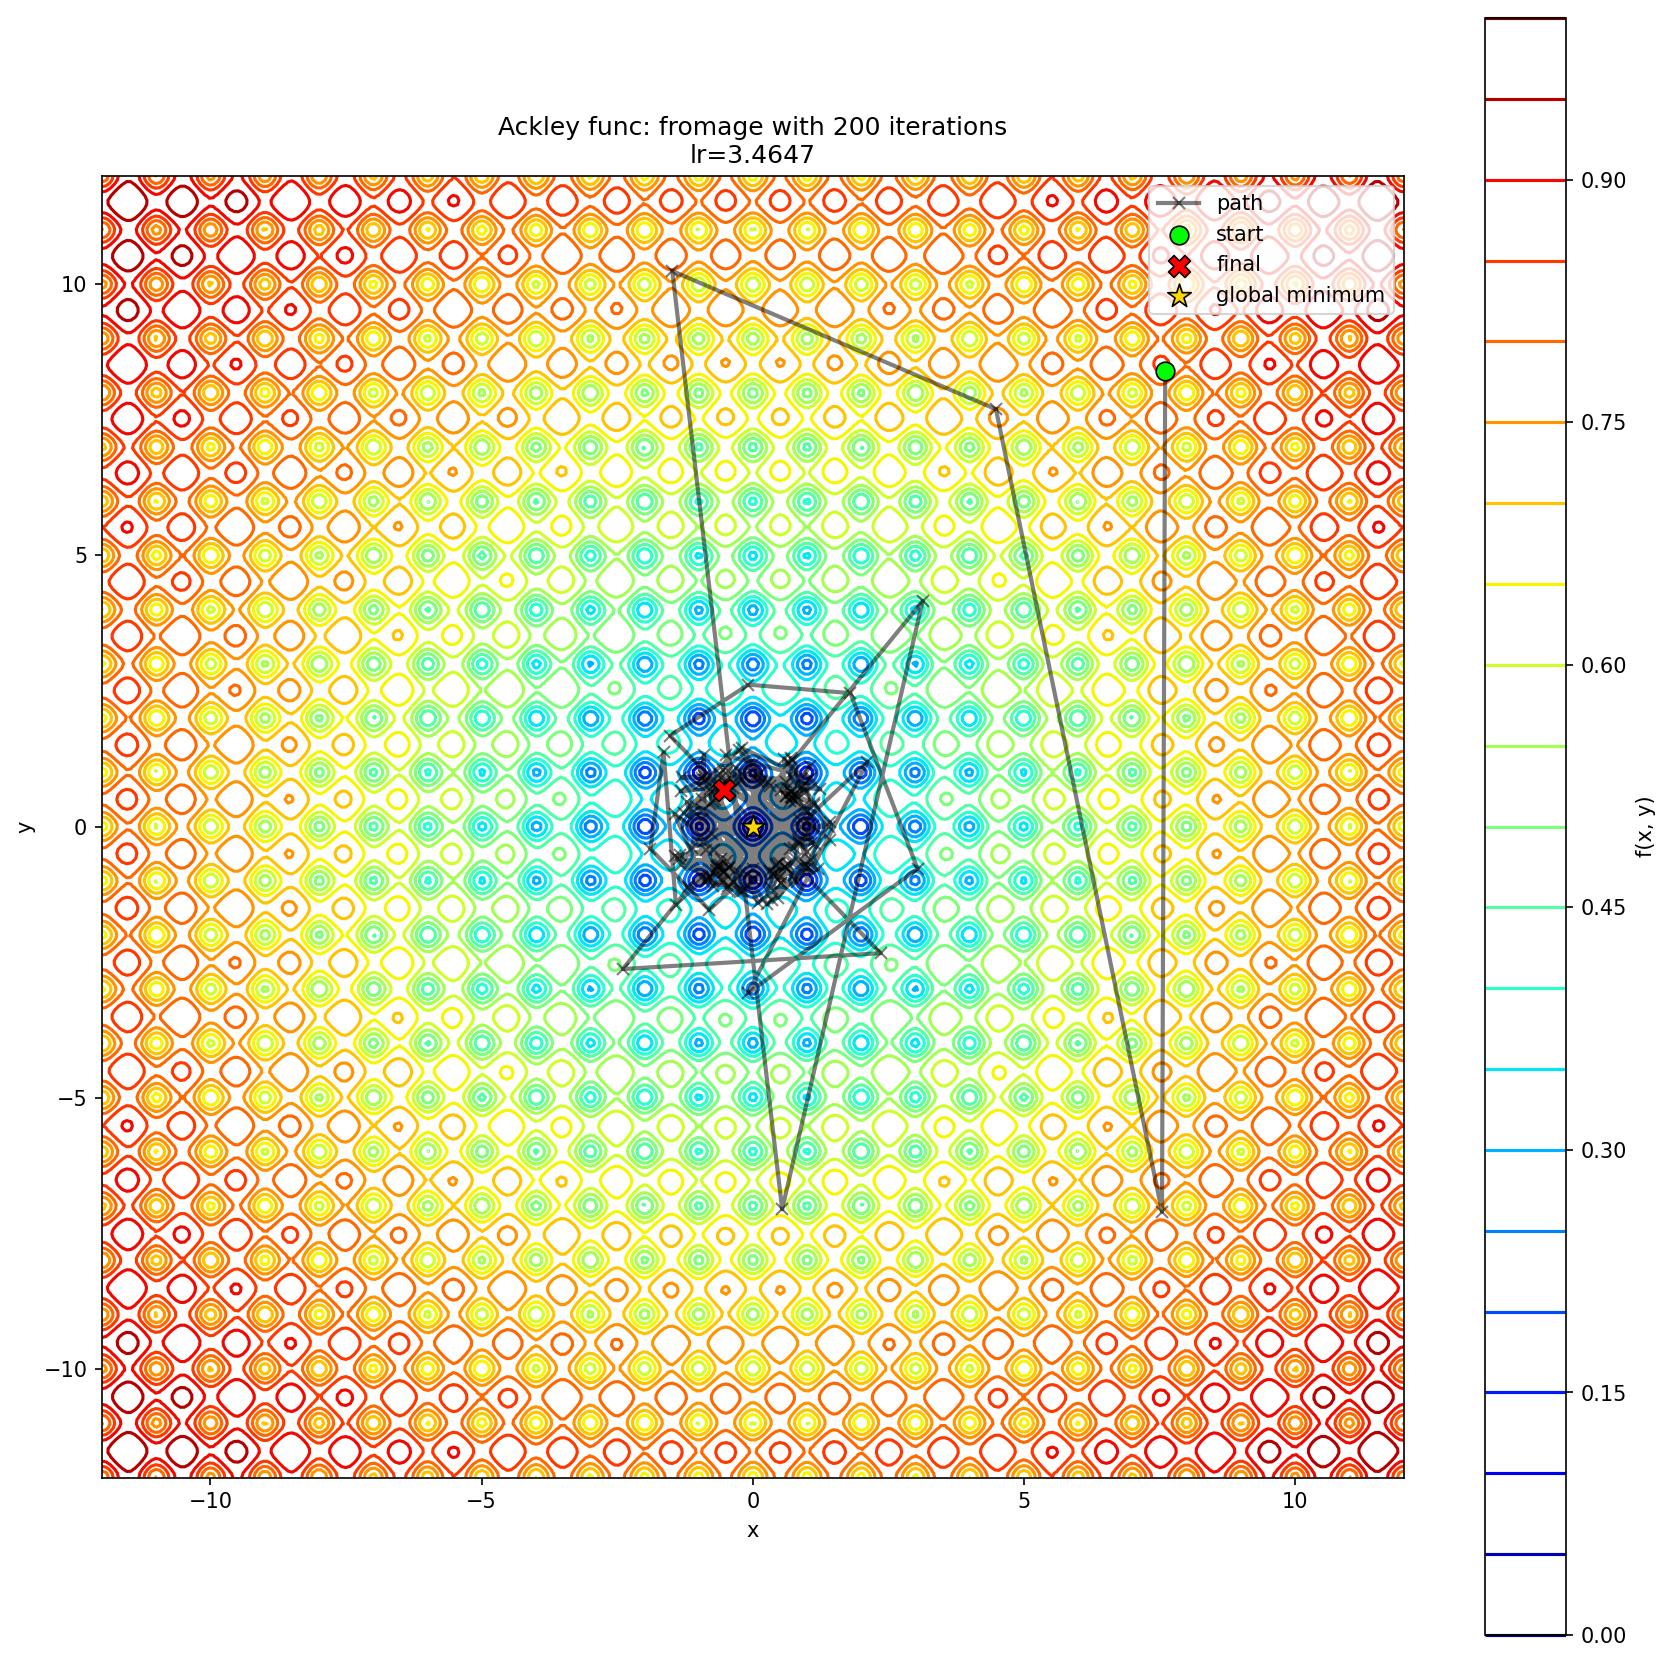 Ackley func: fromage with 200 iterations
lr=3.4647
path
start
final
global minimum
10
5
0
−5
−10
y
−10
−5
0
5
10
x
0.90
0.75
0.60
0.45
0.30
0.15
0.00
f(x, y)